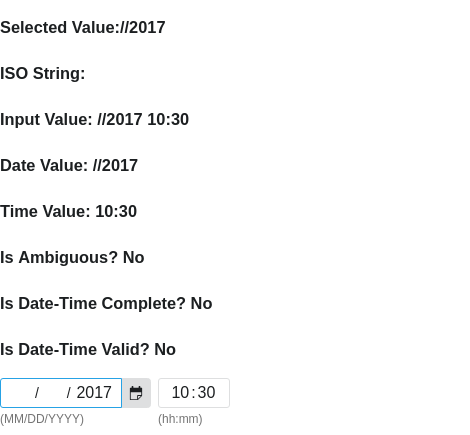 Selected Value://2017
ISO String:
Input Value: //2017 10:30
Date Value: //2017
Time Value: 10:30
Is Ambiguous? No
Is Date-Time Complete? No
Is Date-Time Valid? No
/ / 2017 10:30
(MM/DD/YYYY) (hh:mm)